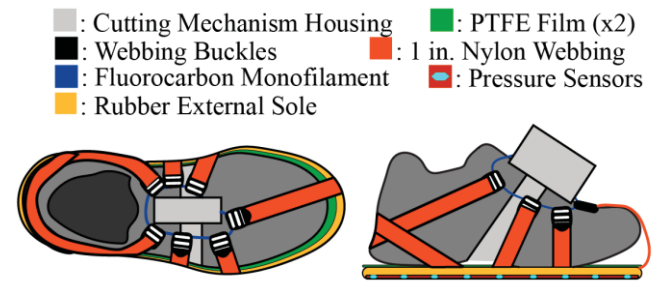 : Cutting Mechanism Housing : PTFE Film (x2)
: Webbing Buckles : 1 in. Nylon Webbing
: Fluorocarbon Monofilament : Pressure Sensors
: Rubber External Sole